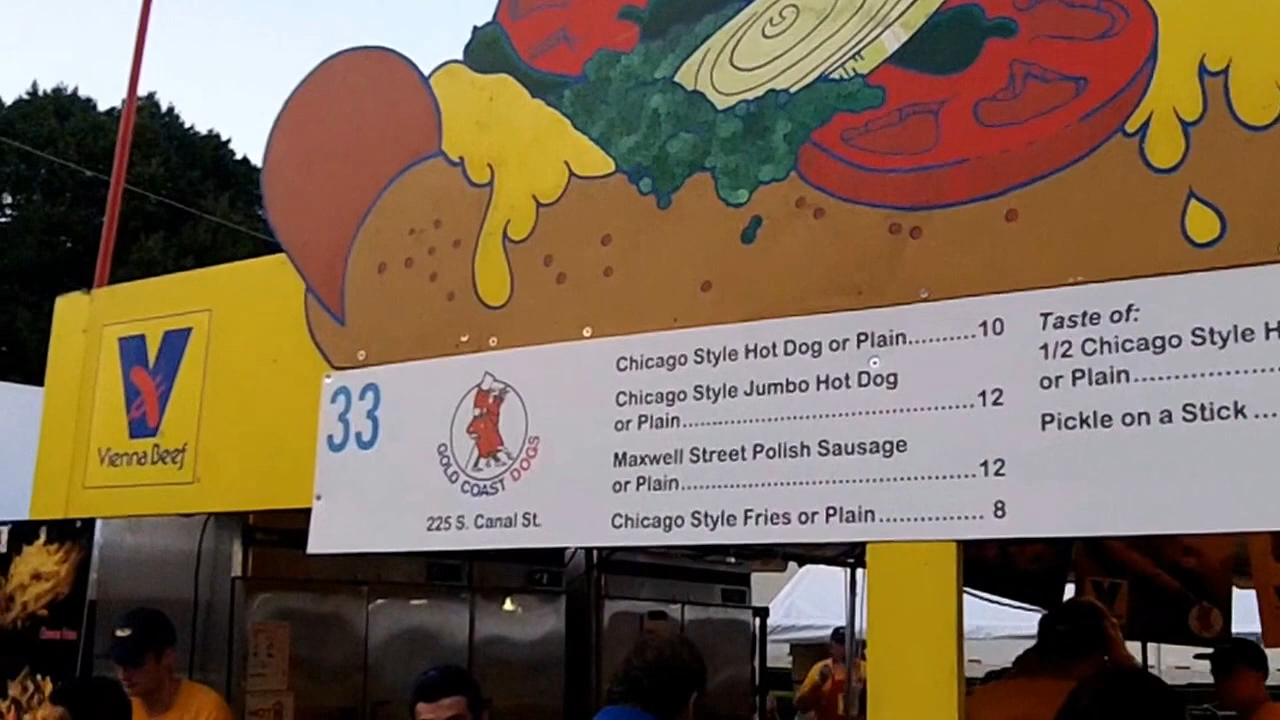 Vienna Beef
33
GOLD COAST DOGS
225 S. Canal St.
Chicago Style Hot Dog or Plain..........10
Chicago Style Jumbo Hot Dog
or Plain.............................................12
Maxwell Street Polish Sausage
or Plain.............................................12
Chicago Style Fries or Plain................ 8
Taste of:
1/2 Chicago Style H
or Plain......................
Pickle on a Stick ...